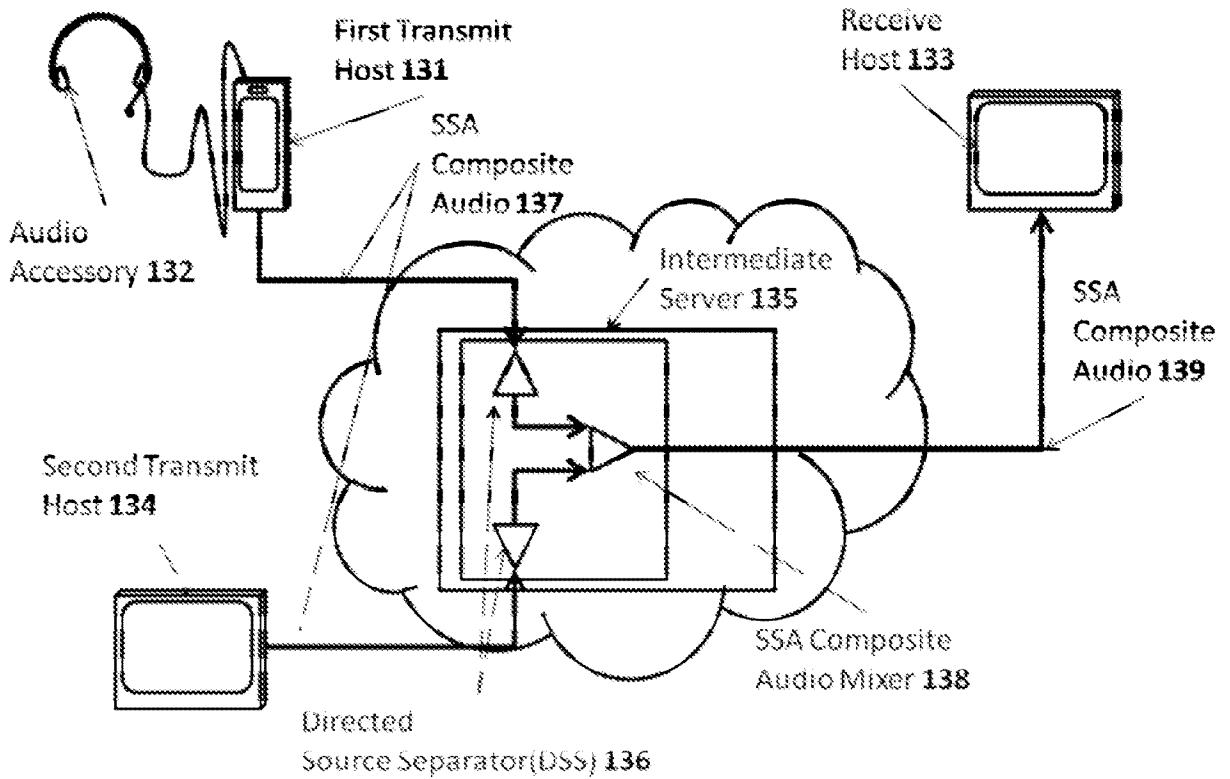 First Transmit
Host 131
Receive
Host 133
SSA
Composite
Audio 137
Audio
Accessory 132
Intermediate
Server 135
SSA
Composite
Audio 139
Second Transmit
Host 134
SSA Composite
Audio Mixer 138
Directed
Source Separator(DSS) 136